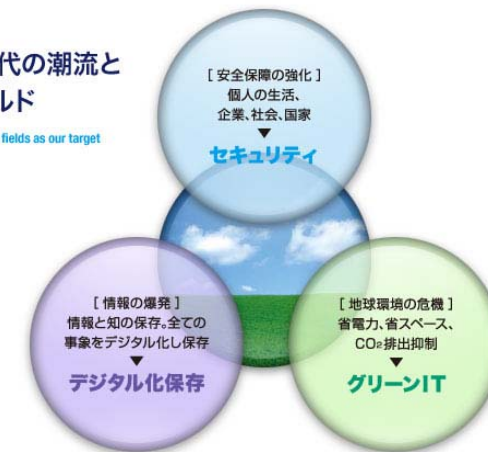 代の潮流と
ルド
fields as our target
[ 安全保障の強化 ]
個人の生活、
企業、社会、国家
▼
セキュリティ
[ 情報の爆発 ]
情報と知の保存。全ての
事象をデジタル化し保存
▼
デジタル化保存
[ 地球環境の危機 ]
省電力、省スペース、
CO₂排出抑制
▼
グリーンIT